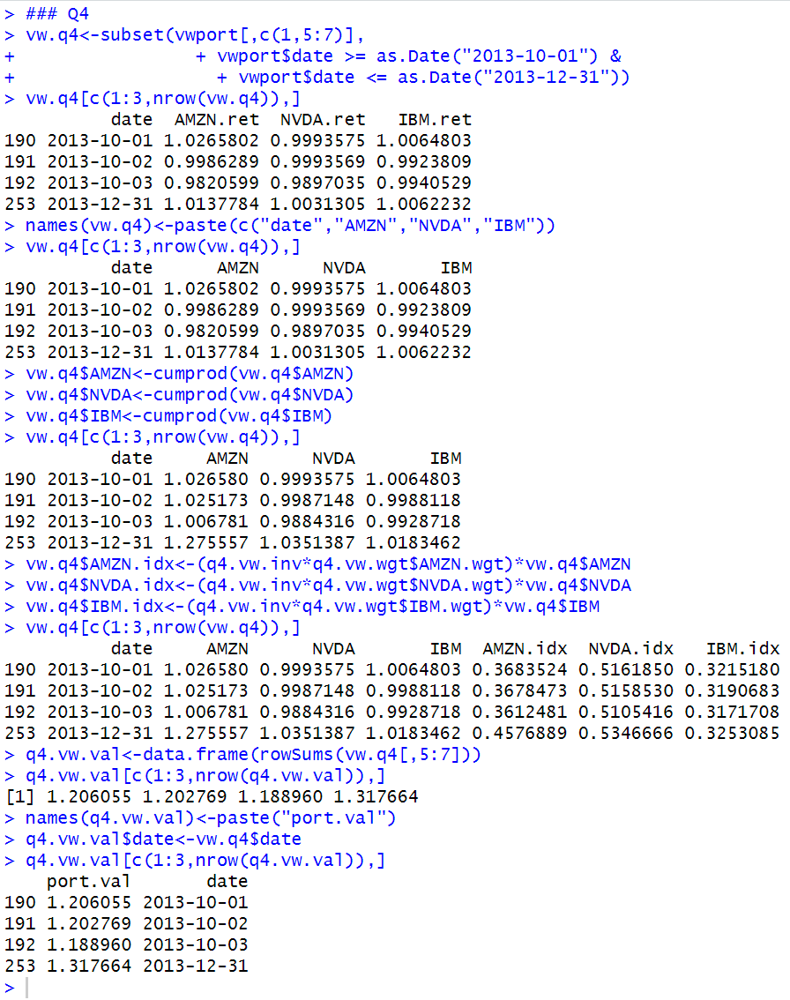 > ### Q4
> vw.q4<-subset(vwport[,c(1,5:7)],
+                 + vwport$date >= as.Date("2013-10-01") &
+                   + vwport$date <= as.Date("2013-12-31"))
> vw.q4[c(1:3,nrow(vw.q4)),]
          date  AMZN.ret  NVDA.ret   IBM.ret
190 2013-10-01 1.0265802 0.9993575 1.0064803
191 2013-10-02 0.9986289 0.9993569 0.9923809
192 2013-10-03 0.9820599 0.9897035 0.9940529
253 2013-12-31 1.0137784 1.0031305 1.0062232
> names(vw.q4)<-paste(c("date","AMZN","NVDA","IBM"))
> vw.q4[c(1:3,nrow(vw.q4)),]
          date      AMZN      NVDA       IBM
190 2013-10-01 1.0265802 0.9993575 1.0064803
191 2013-10-02 0.9986289 0.9993569 0.9923809
192 2013-10-03 0.9820599 0.9897035 0.9940529
253 2013-12-31 1.0137784 1.0031305 1.0062232
> vw.q4$AMZN<-cumprod(vw.q4$AMZN)
> vw.q4$NVDA<-cumprod(vw.q4$NVDA)
> vw.q4$IBM<-cumprod(vw.q4$IBM)
> vw.q4[c(1:3,nrow(vw.q4)),]
          date     AMZN      NVDA       IBM
190 2013-10-01 1.026580 0.9993575 1.0064803
191 2013-10-02 1.025173 0.9987148 0.9988118
192 2013-10-03 1.006781 0.9884316 0.9928718
253 2013-12-31 1.275557 1.0351387 1.0183462
> vw.q4$AMZN.idx<-(q4.vw.inv*q4.vw.wgt$AMZN.wgt)*vw.q4$AMZN
> vw.q4$NVDA.idx<-(q4.vw.inv*q4.vw.wgt$NVDA.wgt)*vw.q4$NVDA
> vw.q4$IBM.idx<-(q4.vw.inv*q4.vw.wgt$IBM.wgt)*vw.q4$IBM
> vw.q4[c(1:3,nrow(vw.q4)),]
          date     AMZN      NVDA       IBM  AMZN.idx  NVDA.idx   IBM.idx
190 2013-10-01 1.026580 0.9993575 1.0064803 0.3683524 0.5161850 0.3215180
191 2013-10-02 1.025173 0.9987148 0.9988118 0.3678473 0.5158530 0.3190683
192 2013-10-03 1.006781 0.9884316 0.9928718 0.3612481 0.5105416 0.3171708
253 2013-12-31 1.275557 1.0351387 1.0183462 0.4576889 0.5346666 0.3253085
> q4.vw.val<-data.frame(rowSums(vw.q4[,5:7]))
> q4.vw.val[c(1:3,nrow(q4.vw.val)),]
[1] 1.206055 1.202769 1.188960 1.317664
> names(q4.vw.val)<-paste("port.val")
> q4.vw.val$date<-vw.q4$date
> q4.vw.val[c(1:3,nrow(q4.vw.val)),]
    port.val       date
190 1.206055 2013-10-01
191 1.202769 2013-10-02
192 1.188960 2013-10-03
253 1.317664 2013-12-31
>